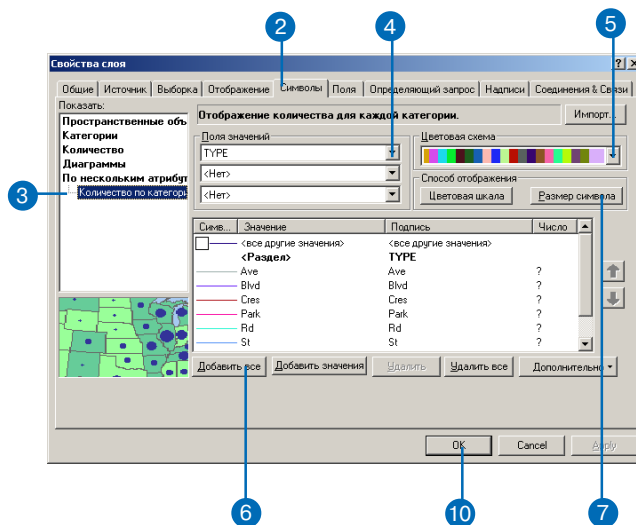 2
4
5
Свойства слоя
Общие Источник Выборка Отображение Символы Поля Определяющий запрос Надписи Соединения & Связи
Показать:
Пространственные объ
Категории
Количество
Диаграммы
По нескольким атрибут
Количество по категори
3
Отображение количества для каждой категории.
Импорт...
Поля значений
TYPE
<Нет>
<Нет>
Цветовая схема
Способ отображения
Цветовая шкала
Размер символа
Симв... Значение Подпись Число
<все другие значения> <все другие значения>
<Раздел> TYPE
Ave Ave ?
Blvd Blvd ?
Cres Cres ?
Park Park ?
Rd Rd ?
St St ?
Добавить все Добавить значения Удалить Удалить все Дополнительно
OK Cancel Apply
6
10
7